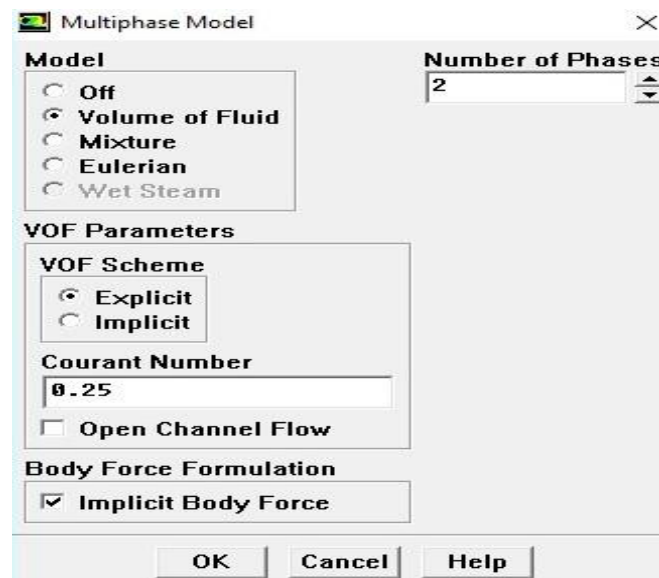 Multiphase Model
Model
Off
Volume of Fluid
Mixture
Eulerian
Wet Steam
Number of Phases
2
VOF Parameters
VOF Scheme
Explicit
Implicit
Courant Number
0.25
Open Channel Flow
Body Force Formulation
Implicit Body Force
OK Cancel Help